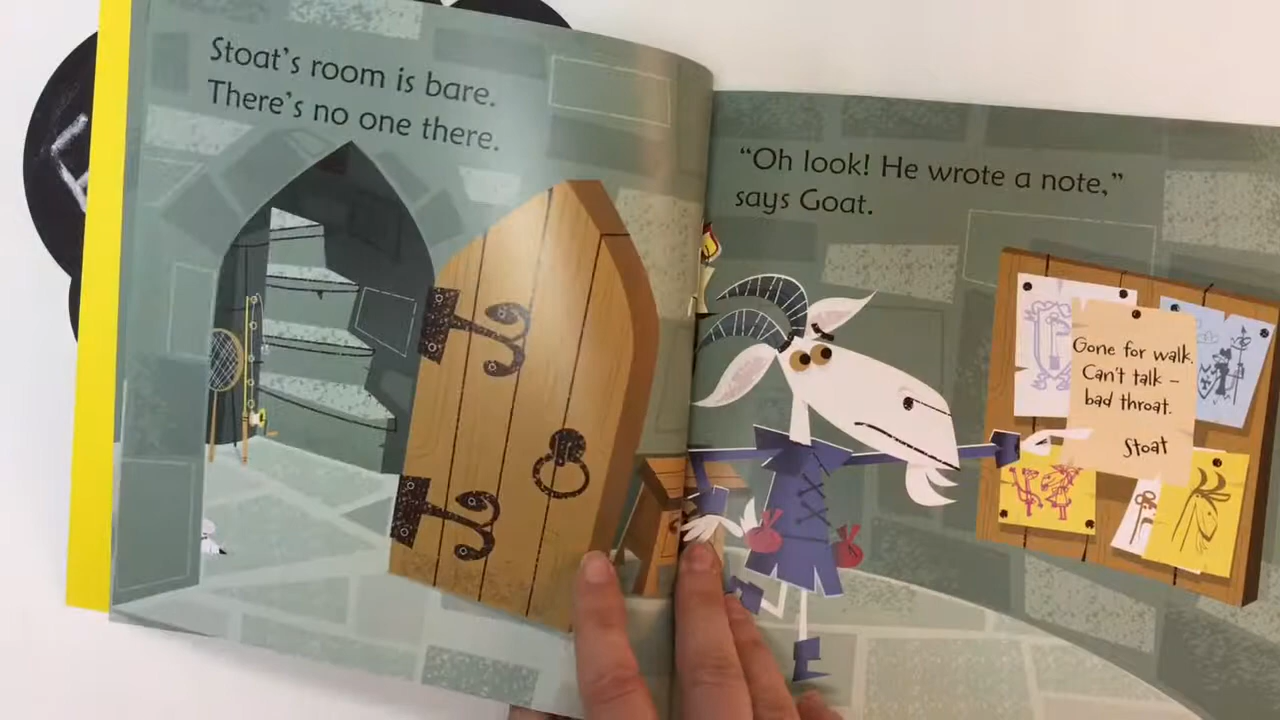 Stoat's room is bare.
There's no one there.
“Oh look! He wrote a note,”
says Goat.
Gone for walk.
Can't talk –
bad throat.
Stoat